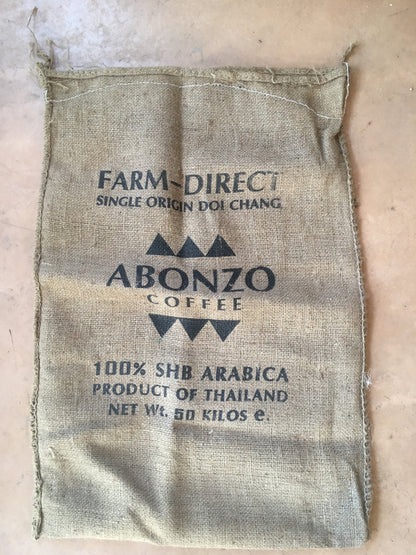 FARM-DIRECT
SINGLE ORIGIN DOI CHANG
ABONZO
COFFEE
100% SHB ARABICA
PRODUCT OF THAILAND
NET Wt. 50 KILOS e.